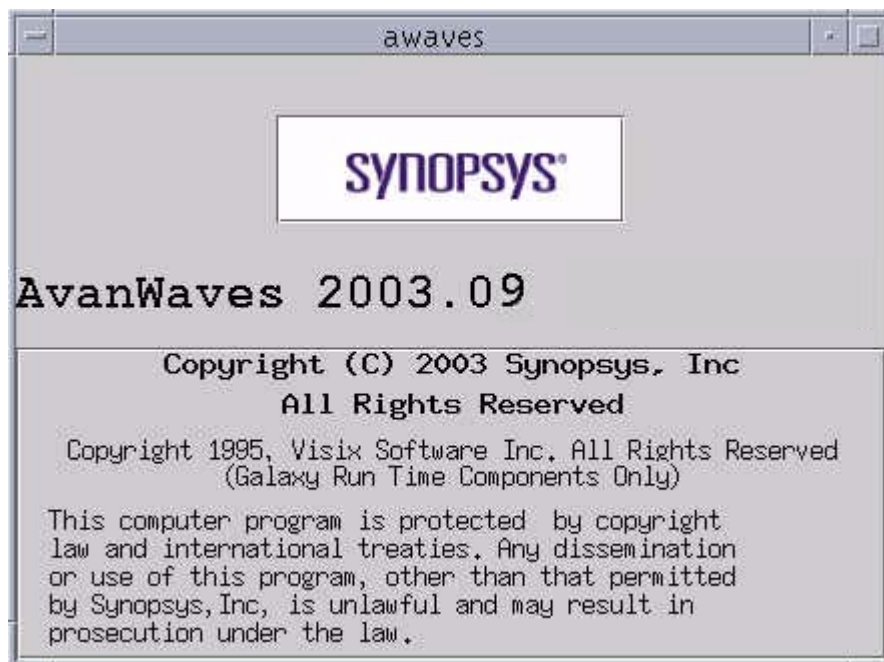 awaves
SYNOPSYS®
AvanWaves 2003.09
Copyright (C) 2003 Synopsys, Inc
All Rights Reserved
Copyright 1995, Visix Software Inc. All Rights Reserved
(Galaxy Run Time Components Only)
This computer program is protected by copyright
law and international treaties. Any dissemination
or use of this program, other than that permitted
by Synopsys,Inc, is unlawful and may result in
prosecution under the law.